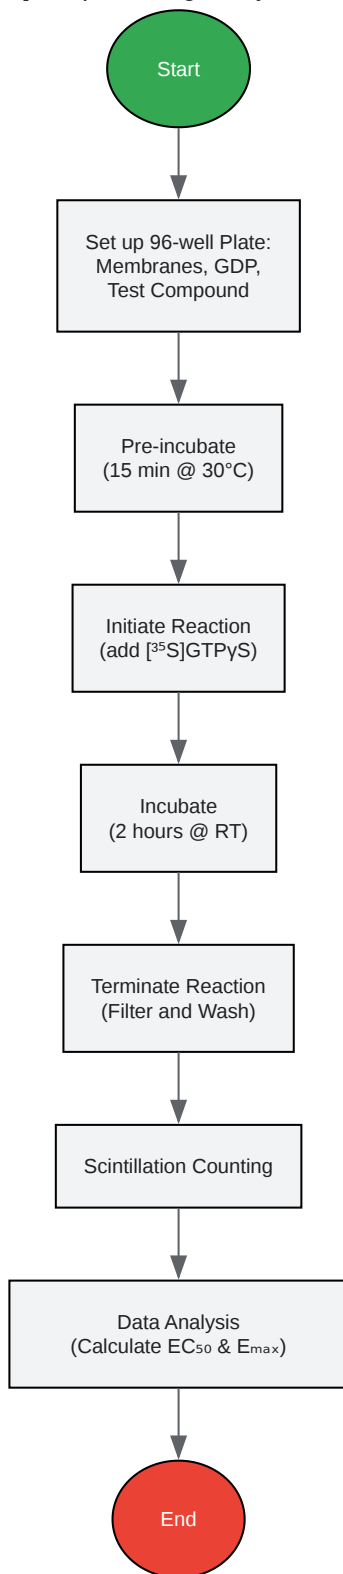 Start
Set up 96-well Plate:
Membranes, GDP,
Test Compound
Pre-incubate
(15 min @ 30°C)
Initiate Reaction
(add [³⁵S]GTPγS)
Incubate
(2 hours @ RT)
Terminate Reaction
(Filter and Wash)
Scintillation Counting
Data Analysis
(Calculate EC₅₀ & Eₘₐₓ)
End